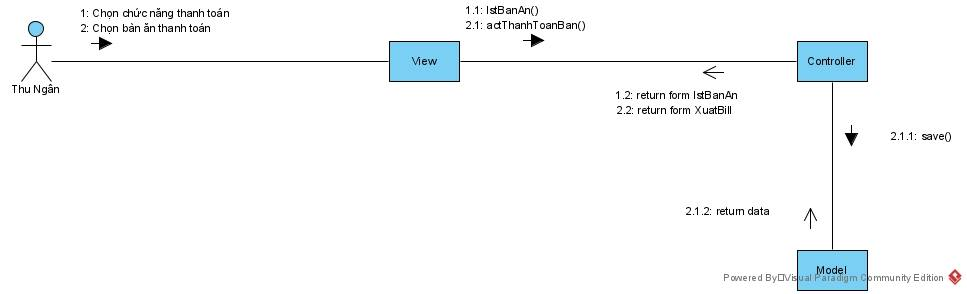 1: Chọn chức năng thanh toán
2: Chọn bàn ăn thanh toán
1.1: lstBanAn()
2.1: actThanhToanBan()
View
Controller
Thu Ngân
1.2: return form lstBanAn
2.2: return form XuatBill
2.1.1: save()
2.1.2: return data
Model
Powered By Visual Paradigm Community Edition